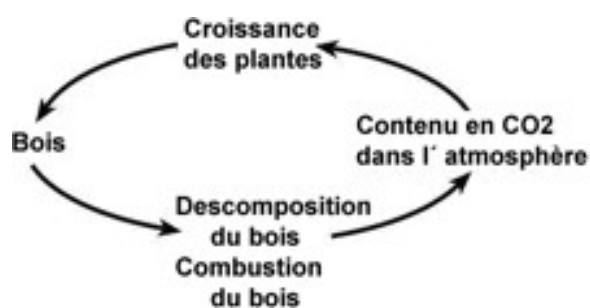 Croissance
des plantes
Bois
Contenu en CO2
dans l´ atmosphère
Descomposition
du bois
Combustion
du bois